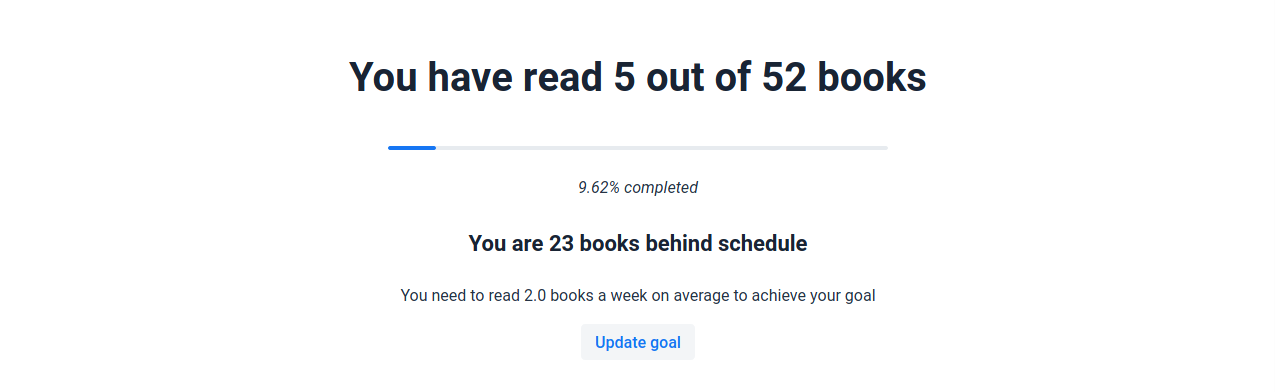 You have read 5 out of 52 books
9.62% completed
You are 23 books behind schedule
You need to read 2.0 books a week on average to achieve your goal
Update goal